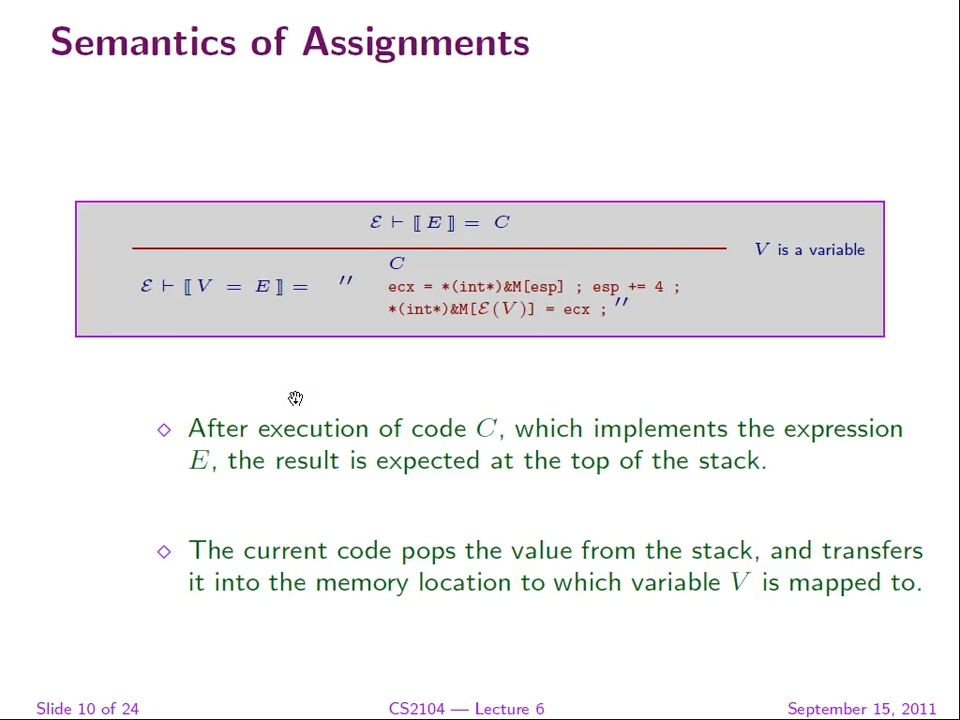 Semantics of Assignments
ℰ ⊢ ⟦ E ⟧ = C
V is a variable
C
ℰ ⊢ ⟦ V = E ⟧ = ″
ecx = *(int*)&M[esp] ; esp += 4 ;
*(int*)&M[ℰ(V)] = ecx ; ″
◇ After execution of code C, which implements the expression
E, the result is expected at the top of the stack.
◇ The current code pops the value from the stack, and transfers
it into the memory location to which variable V is mapped to.
Slide 10 of 24
CS2104 — Lecture 6
September 15, 2011